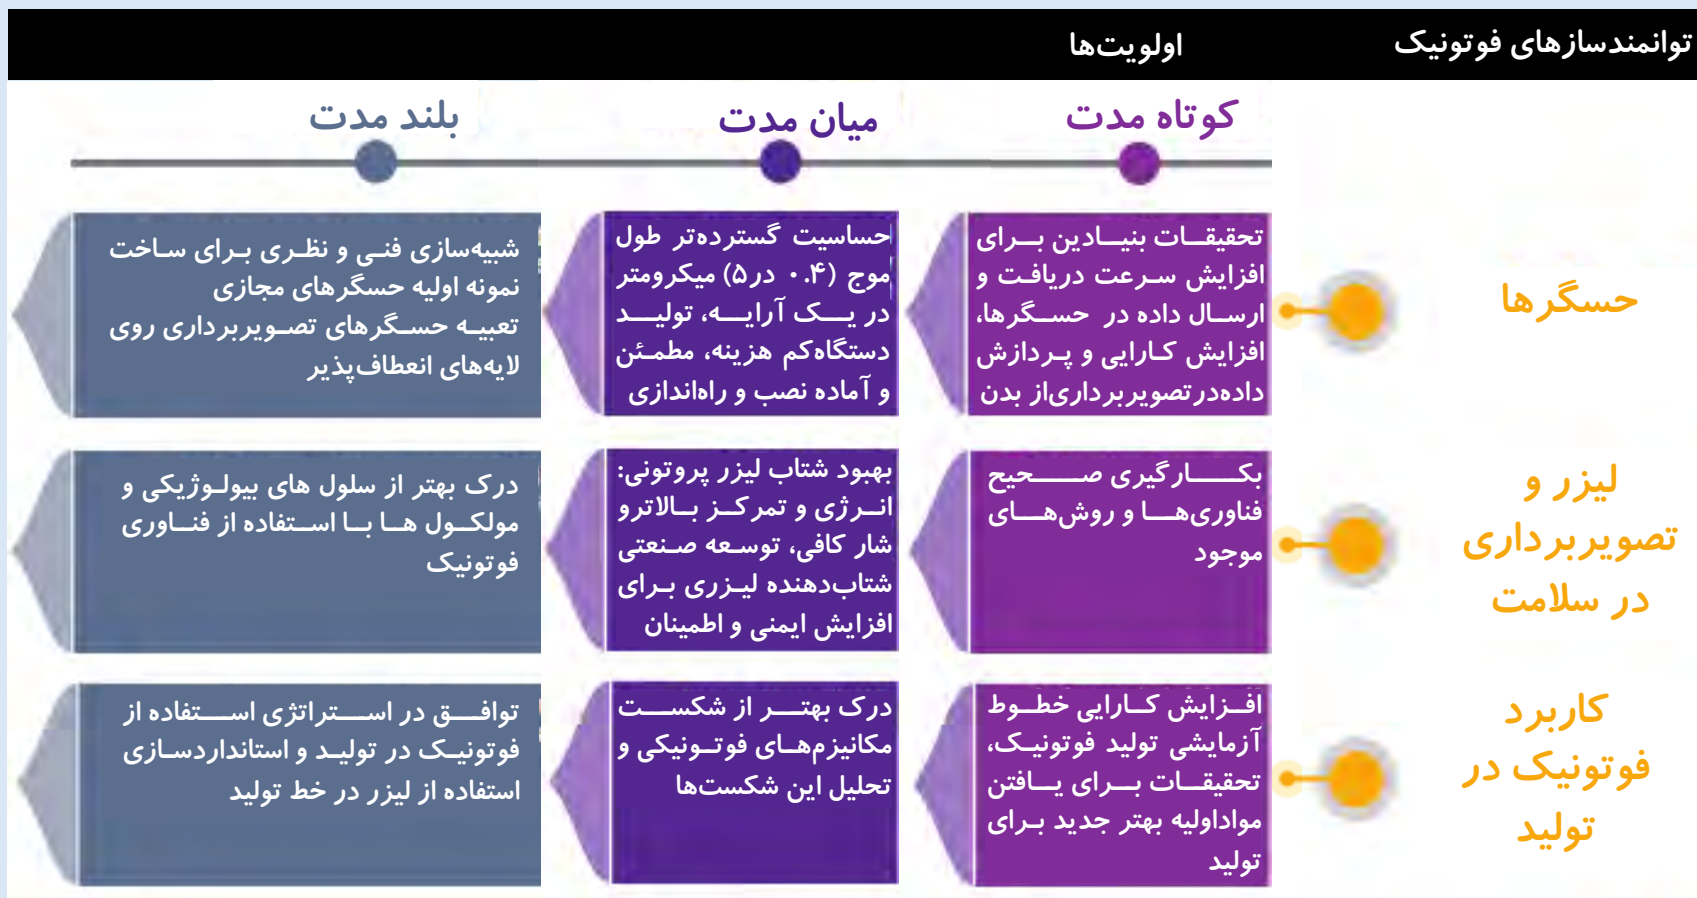 توانمندسازهای فوتونیک
اولویت‌ها
کوتاه مدت
میان مدت
بلند مدت
حسگرها
تحقیقات بنیادین برای
افزایش سرعت دریافت و
ارسال داده در حسگرها،
افزایش کارایی و پردازش
داده‌درتصویربرداری‌از بدن
حساسیت گسترده‌تر طول
موج (۰.۴ در۵) میکرومتر
در یک آرایه، تولید
دستگاه‌کم هزینه، مطمئن
و آماده نصب و راه‌اندازی
شبیه‌سازی فنی و نظری برای ساخت
نمونه اولیه حسگرهای مجازی
تعبیه حسگرهای تصویربرداری روی
لایه‌های انعطاف‌پذیر
لیزر و
تصویربرداری
در سلامت
بکارگیری صحیح
فناوری‌ها و روش‌های
موجود
بهبود شتاب لیزر پروتونی:
انرژی و تمرکز بالاترو
شار کافی، توسعه صنعتی
شتاب‌دهنده لیزری برای
افزایش ایمنی و اطمینان
درک بهتر از سلول های بیولوژیکی و
مولکول ها با استفاده از فناوری
فوتونیک
کاربرد
فوتونیک در
تولید
افزایش کارایی خطوط
آزمایشی تولید فوتونیک،
تحقیقات برای یافتن
مواداولیه بهتر جدید برای
تولید
درک بهتر از شکست
مکانیزم‌های فوتونیکی و
تحلیل این شکست‌ها
توافق در استراتژی استفاده از
فوتونیک در تولید و استانداردسازی
استفاده از لیزر در خط تولید